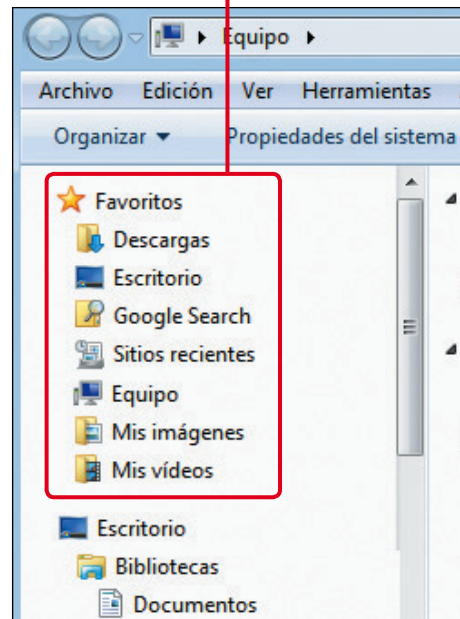 Equipo
Archivo Edición Ver Herramientas
Organizar Propiedades del sistema
Favoritos
Descargas
Escritorio
Google Search
Sitios recientes
Equipo
Mis imágenes
Mis vídeos
Escritorio
Bibliotecas
Documentos